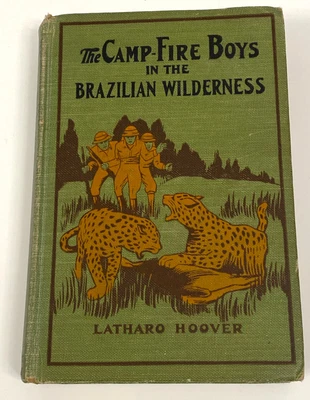 The CAMP-FIRE BOYS
IN THE
BRAZILIAN WILDERNESS
LATHARO HOOVER